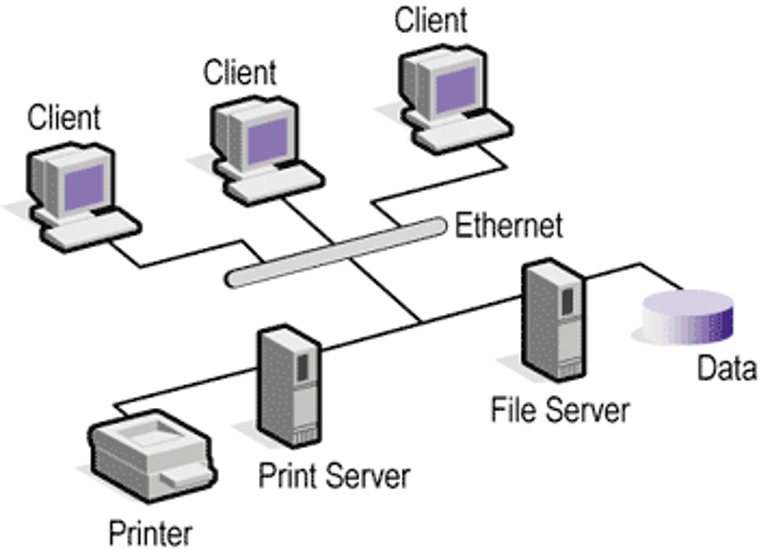 Client
Client
Client
Ethernet
Data
File Server
Print Server
Printer